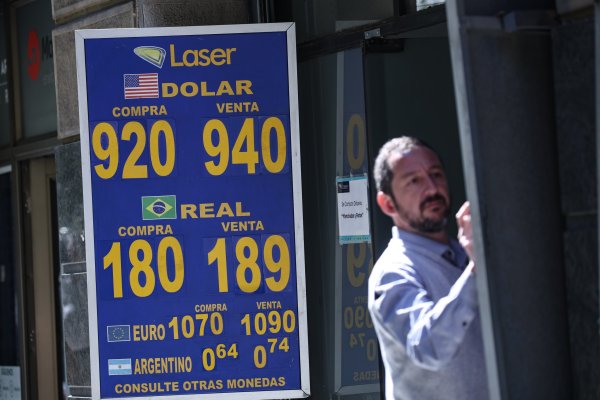 Laser
DOLAR
COMPRA VENTA
920 940
REAL
COMPRA VENTA
180 189
COMPRA VENTA
EURO 1070 1090
ARGENTINO 0⁶⁴ 0⁷⁴
CONSULTE OTRAS MONEDAS